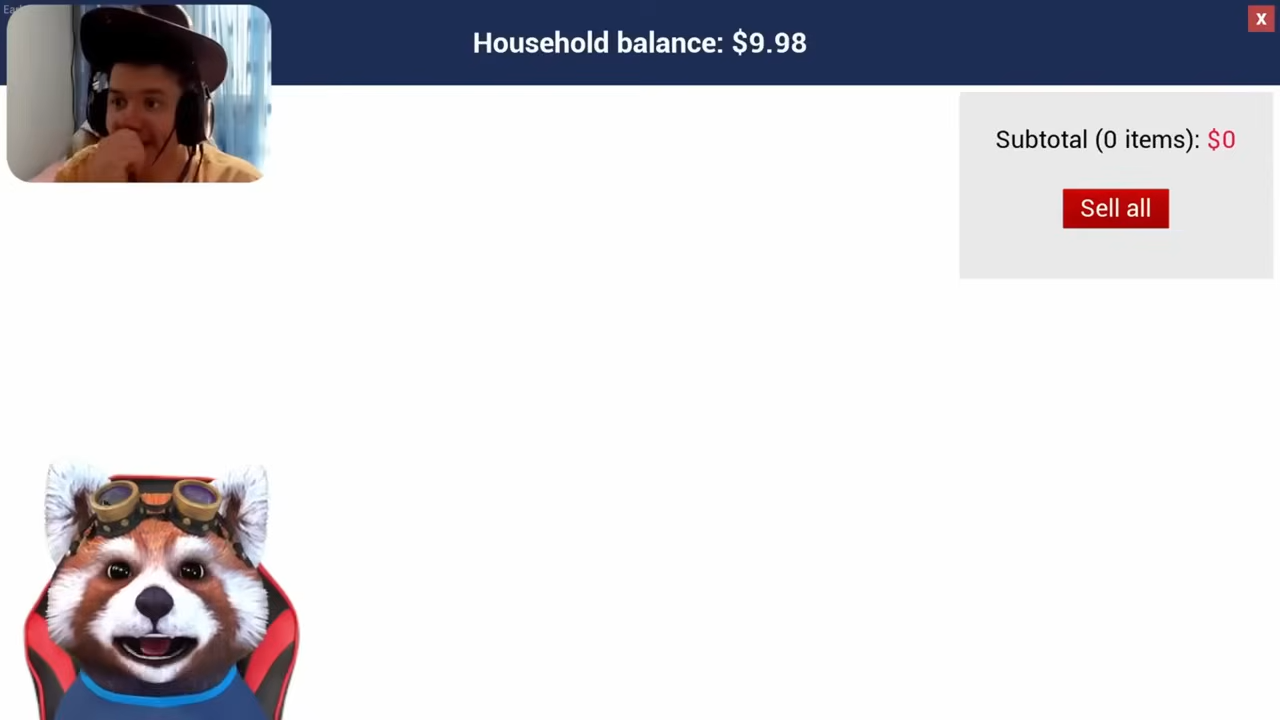 Household balance: $9.98
X
Subtotal (0 items): $0
Sell all